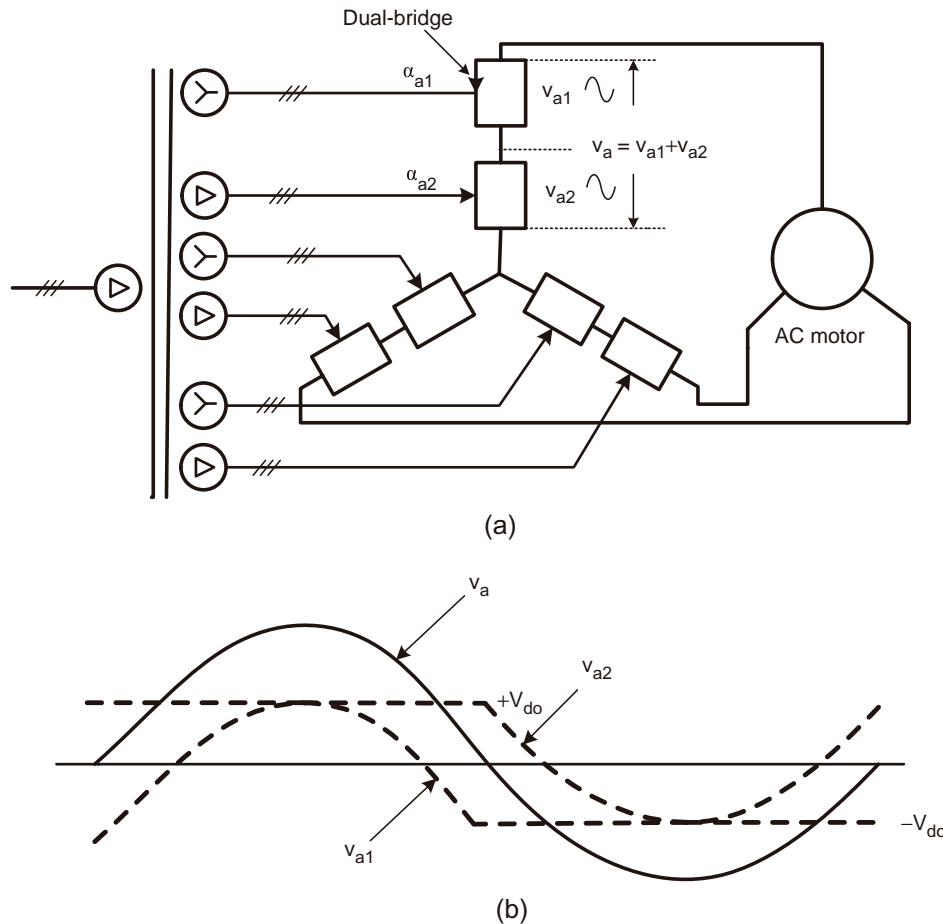 Dual-bridge
α_a1
v_a1
v_a = v_a1+v_a2
α_a2
v_a2
AC motor
(a)
v_a
+V_do
v_a2
v_a1
−V_do
(b)